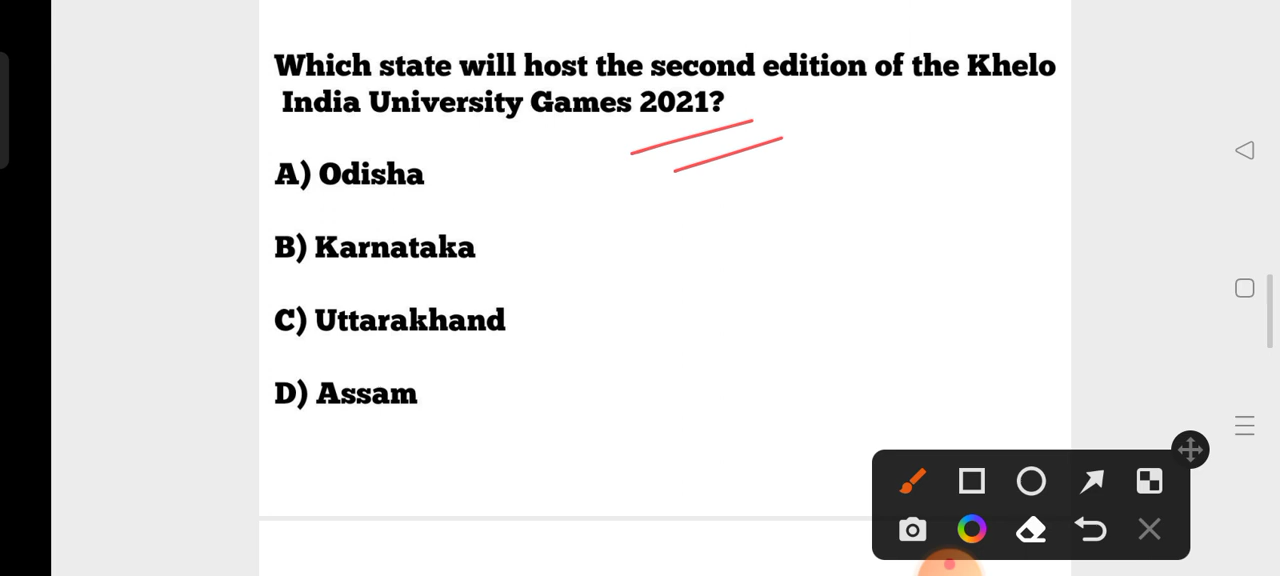 Which state will host the second edition of the Khelo
India University Games 2021?
A) Odisha
B) Karnataka
C) Uttarakhand
D) Assam